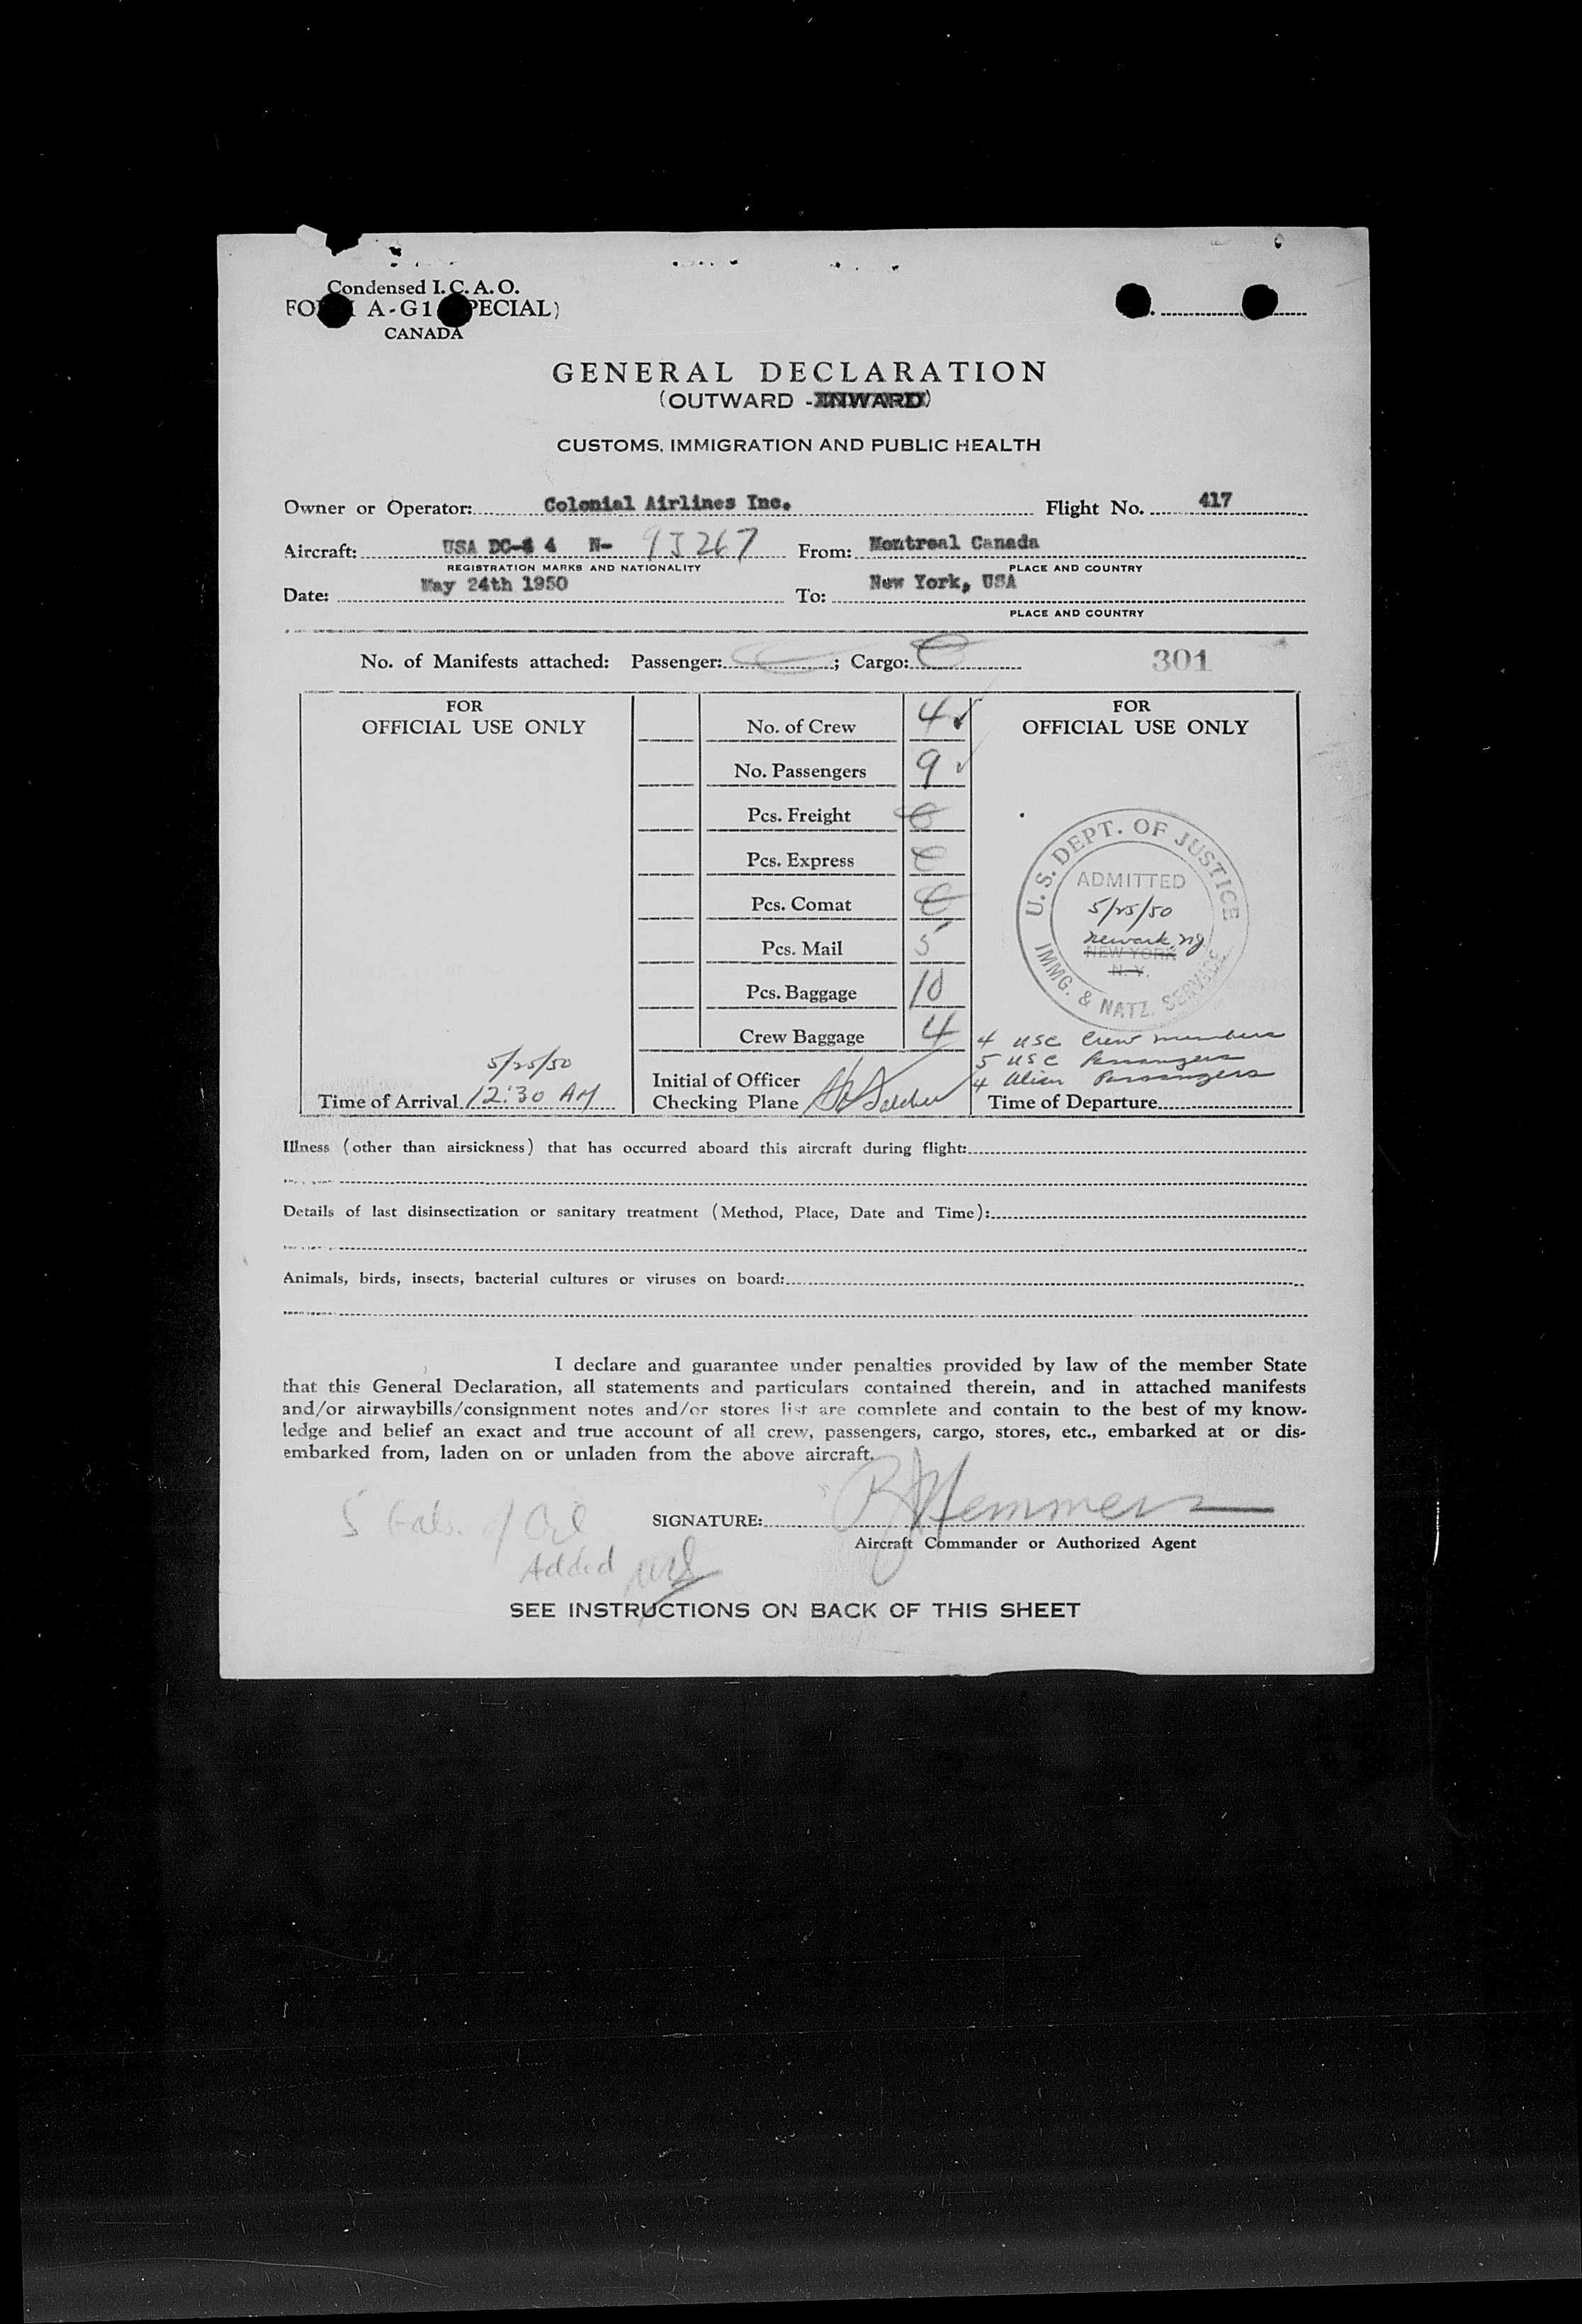 Condensed I.C.A.O.
FORM A-G1 (SPECIAL)
CANADA
GENERAL DECLARATION
(OUTWARD - INWARD)
CUSTOMS, IMMIGRATION AND PUBLIC HEALTH
Owner or Operator: Colonial Airlines Inc. Flight No. 417
Aircraft: USA DC-4 N- 9J267 From: Montreal Canada
REGISTRATION MARKS AND NATIONALITY PLACE AND COUNTRY
Date: May 24th 1950 To: New York, USA
PLACE AND COUNTRY
No. of Manifests attached: Passenger: ; Cargo: 301
FOR
OFFICIAL USE ONLY
No. of Crew 4
No. Passengers 9
Pcs. Freight
Pcs. Express
Pcs. Comat
Pcs. Mail 5
Pcs. Baggage 10
Crew Baggage 4
5/25/50
Time of Arrival 12:30 AM
Initial of Officer
Checking Plane
FOR
OFFICIAL USE ONLY
U.S. DEPT. OF JUSTICE
ADMITTED
5/25/50
Newark NJ
NEW YORK
N.Y.
IMMG. & NATZ. SERVICE
4 USC Crew members
5 USC Passengers
4 Alien Passengers
Time of Departure
Illness (other than airsickness) that has occurred aboard this aircraft during flight:
Details of last disinsectization or sanitary treatment (Method, Place, Date and Time):
Animals, birds, insects, bacterial cultures or viruses on board:
I declare and guarantee under penalties provided by law of the member State
that this General Declaration, all statements and particulars contained therein, and in attached manifests
and/or airwaybills/consignment notes and/or stores list are complete and contain to the best of my know-
ledge and belief an exact and true account of all crew, passengers, cargo, stores, etc., embarked at or dis-
embarked from, laden on or unladen from the above aircraft.
5 Gals. of Oil
Added
SIGNATURE: Hemmers
Aircraft Commander or Authorized Agent
SEE INSTRUCTIONS ON BACK OF THIS SHEET